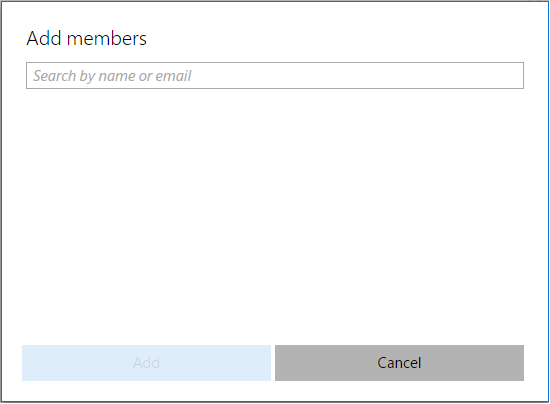 Add members
Search by name or email
Add
Cancel